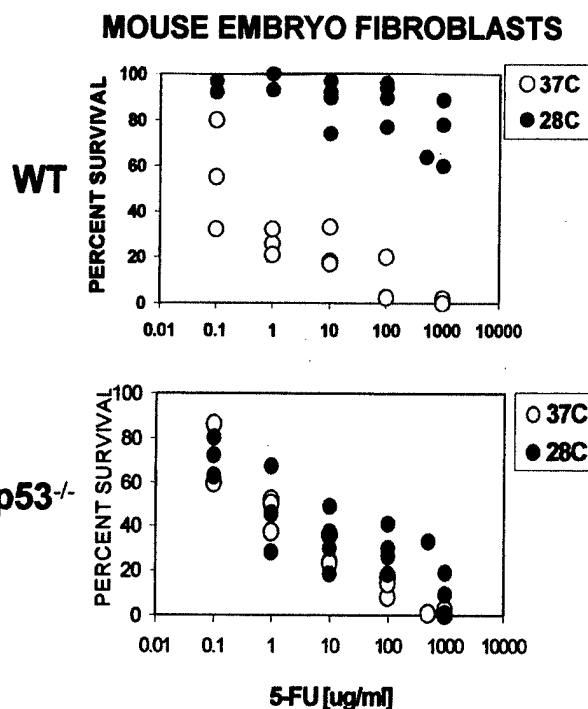 MOUSE EMBRYO FIBROBLASTS
WT
PERCENT SURVIVAL
100
80
60
40
20
0
0.01 0.1 1 10 100 1000 10000
37C
28C
p53-/-
PERCENT SURVIVAL
100
80
60
40
20
0
0.01 0.1 1 10 100 1000 10000
37C
28C
5-FU [ug/ml]